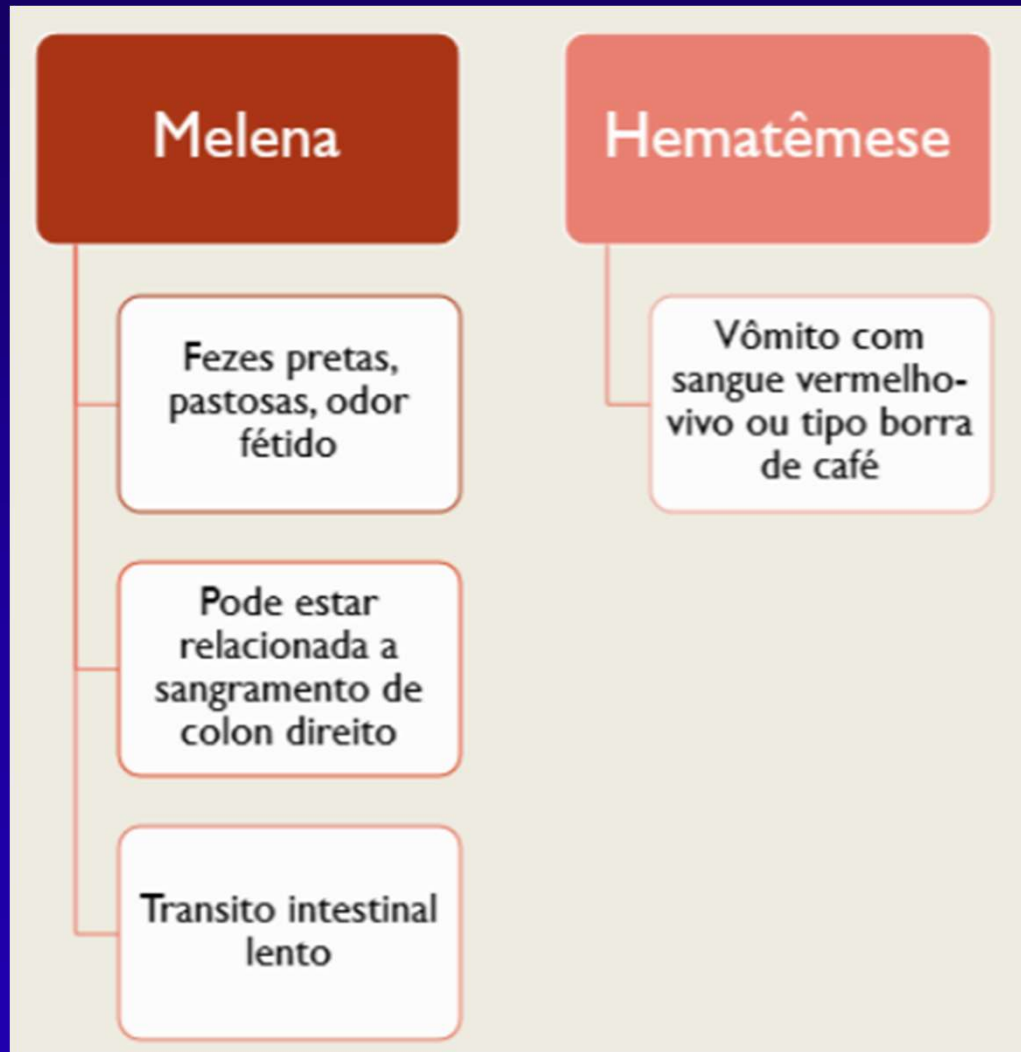 Melena
Fezes pretas,
pastosas, odor
fétido
Pode estar
relacionada a
sangramento de
colon direito
Transito intestinal
lento
Hematêmese
Vômito com
sangue vermelho-
vivo ou tipo borra
de café